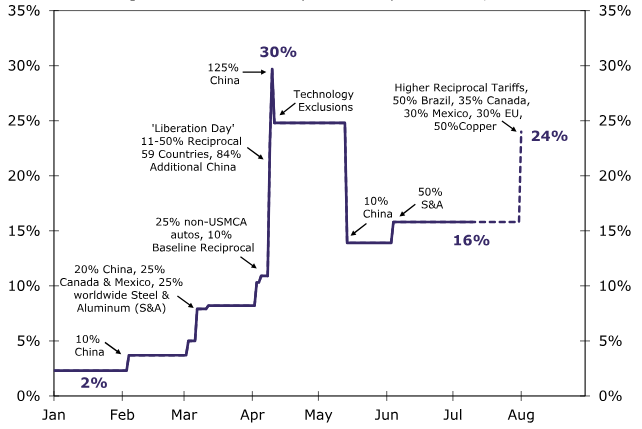 35%
35%
30%
30%
30%
125%
China
Technology
Exclusions
Higher Reciprocal Tariffs,
50% Brazil, 35% Canada,
30% Mexico, 30% EU,
50%Copper
25%
25%
24%
'Liberation Day'
11-50% Reciprocal
59 Countries, 84%
Additional China
20%
20%
10%
China
50%
S&A
25% non-USMCA
autos, 10%
Baseline Reciprocal
15%
15%
16%
20% China, 25%
Canada & Mexico, 25%
worldwide Steel &
Aluminum (S&A)
10%
10%
10%
China
5%
5%
2%
0%
0%
Jan
Feb
Mar
Apr
May
Jun
Jul
Aug